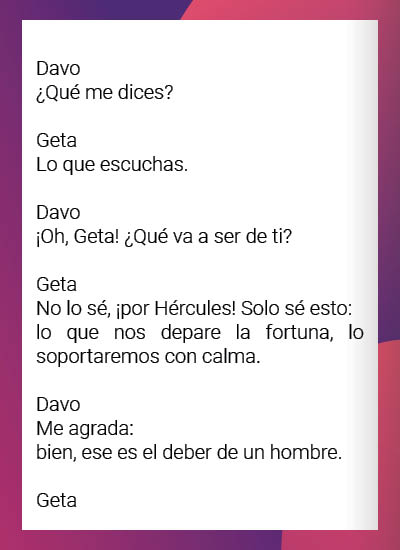 Davo
¿Qué me dices?
Geta
Lo que escuchas.
Davo
¡Oh, Geta! ¿Qué va a ser de ti?
Geta
No lo sé, ¡por Hércules! Solo sé esto:
lo que nos depare la fortuna, lo
soportaremos con calma.
Davo
Me agrada:
bien, ese es el deber de un hombre.
Geta